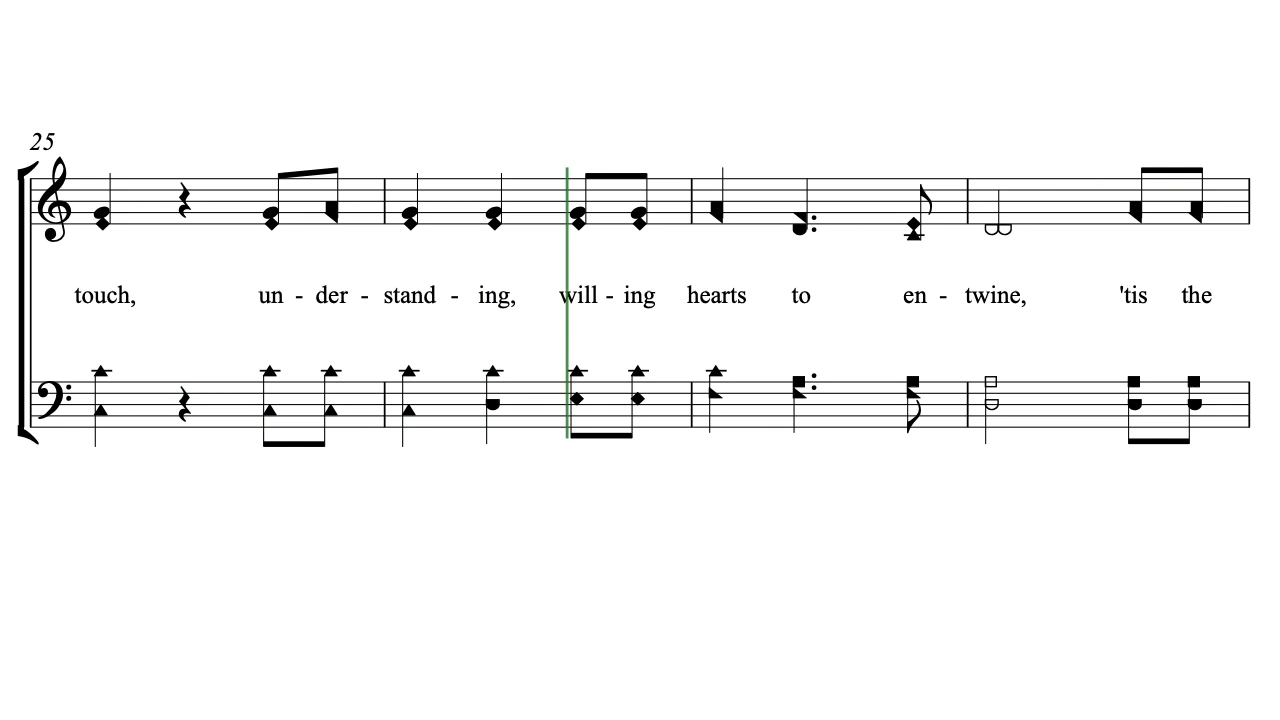 25
touch, un - der - stand - ing, will - ing hearts to en - twine, 'tis the